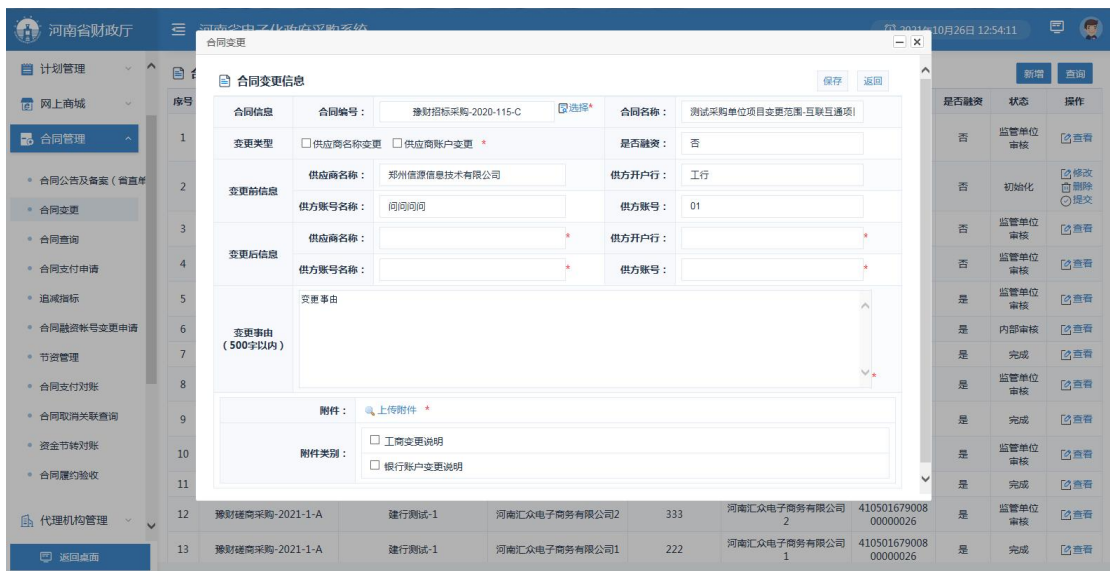 河南省财政厅
河南省电子化政府采购系统
2021年10月26日 12:54:11
合同变更
计划管理
网上商城
合同管理
合同公告及备案（省直单
合同变更
合同查询
合同支付申请
追减指标
合同融资帐号变更申请
节资管理
合同支付对账
合同取消关联查询
资金节转对账
合同履约验收
代理机构管理
返回桌面
新增 查询
合同变更信息
保存 返回
合同信息 合同编号： 豫财招标采购-2020-115-C 选择* 合同名称： 测试采购单位项目变更范围-互联互通项
变更类型 供应商名称变更 供应商账户变更 * 是否融资： 否
变更前信息
供应商名称： 郑州信源信息技术有限公司 供方开户行： 工行
供方账号名称： 问问问问 供方账号： 01
变更后信息
供应商名称： * 供方开户行： *
供方账号名称： * 供方账号： *
变更事由
（500字以内）
变更事由
*
附件： 上传附件 *
附件类别：
工商变更说明
银行账户变更说明
序号 是否融资 状态 操作
1 否 监管单位审核 查看
2 否 初始化 修改 删除 提交
3 否 监管单位审核 查看
4 否 监管单位审核 查看
5 是 监管单位审核 查看
6 是 内部审核 查看
7 是 完成 查看
8 是 监管单位审核 查看
9 是 完成 查看
10 是 监管单位审核 查看
11 是 完成 查看
12 豫财磋商采购-2021-1-A 建行测试-1 河南汇众电子商务有限公司2 333 河南汇众电子商务有限公司2 41050167900800000026 是 监管单位审核 查看
13 豫财磋商采购-2021-1-A 建行测试-1 河南汇众电子商务有限公司1 222 河南汇众电子商务有限公司1 41050167900800000026 是 完成 查看